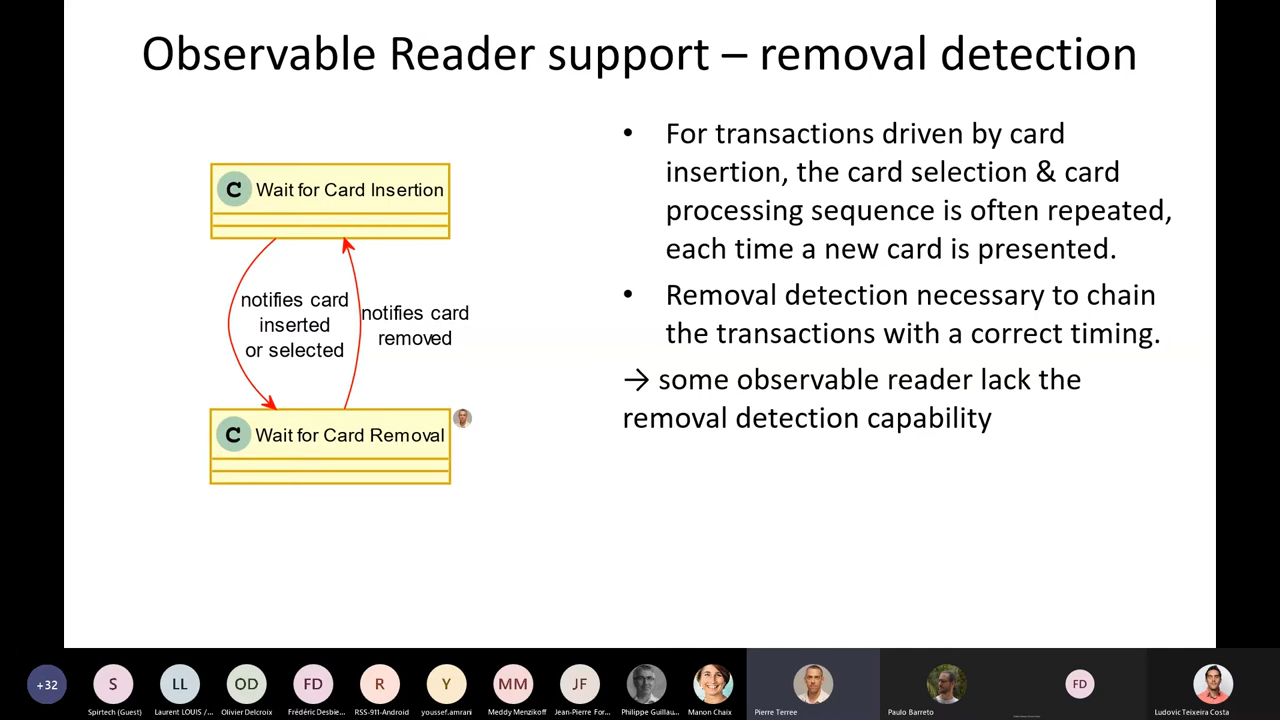 Observable Reader support – removal detection
C Wait for Card Insertion
notifies card
inserted
or selected
notifies card
removed
C Wait for Card Removal
• For transactions driven by card
insertion, the card selection & card
processing sequence is often repeated,
each time a new card is presented.
• Removal detection necessary to chain
the transactions with a correct timing.
→ some observable reader lack the
removal detection capability
+32
S
LL
OD
FD
R
Y
MM
JF
FD
Spirtech (Guest)
Laurent LOUIS /...
Olivier Delcroix
Frédéric Desbie...
RSS-911-Android
youssef.amrani
Meddy Menzikoff
Jean-Pierre For...
Philippe Guillau...
Manon Chaix
Pierre Terree
Paulo Barreto
Ludovic Teixeira Costa